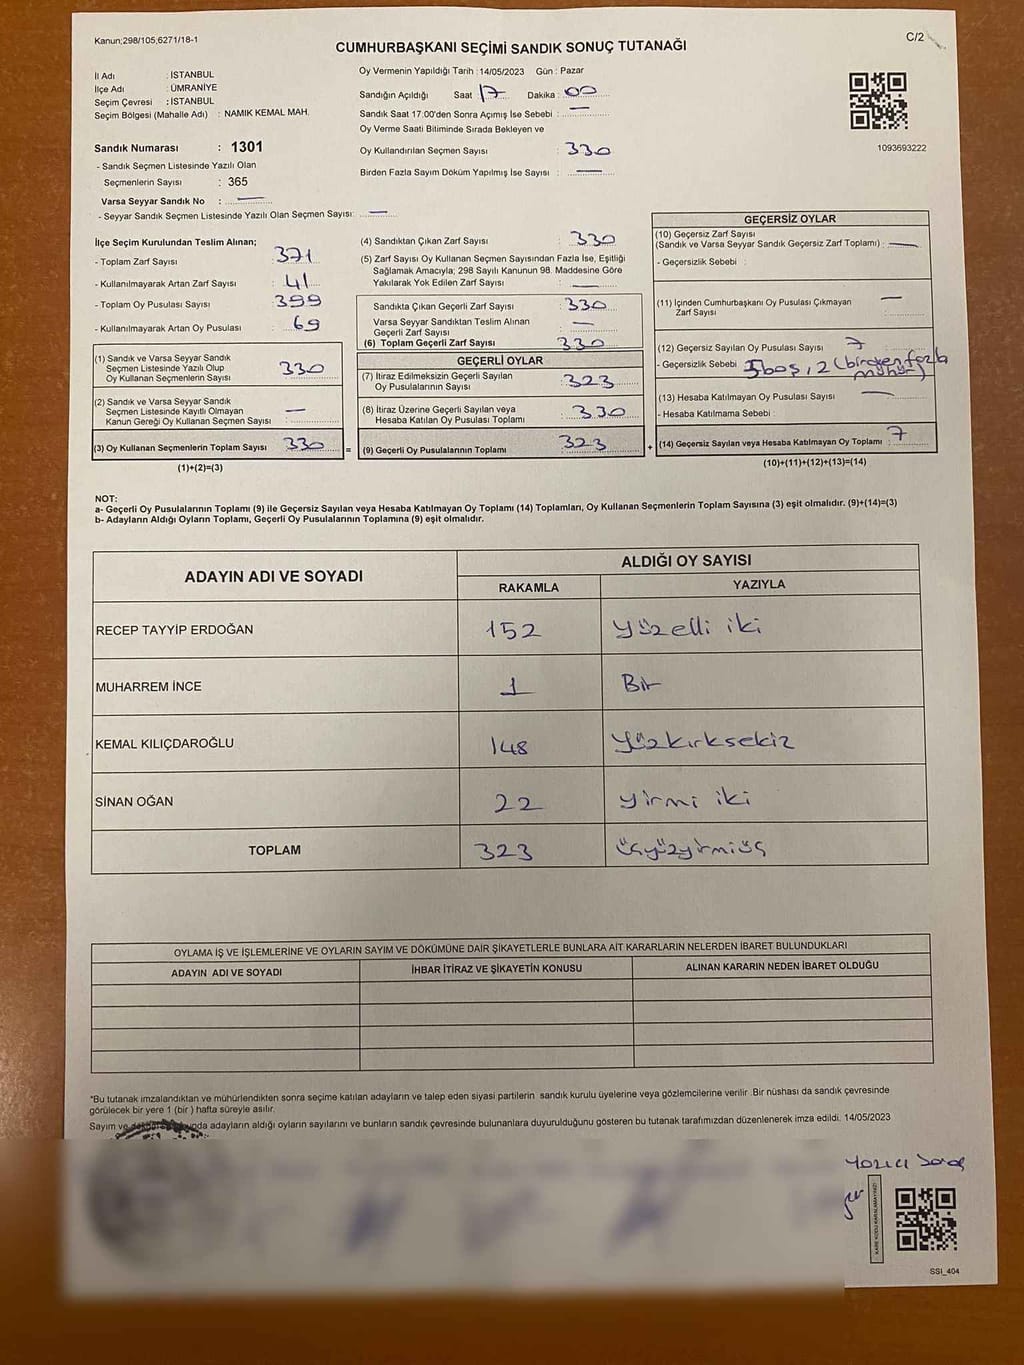 Kanun;298/105;6271/18-1
C/2
CUMHURBAŞKANI SEÇİMİ SANDIK SONUÇ TUTANAĞI
İl Adı : İSTANBUL
İlçe Adı : ÜMRANİYE
Seçim Çevresi : İSTANBUL
Seçim Bölgesi (Mahalle Adı) : NAMIK KEMAL MAH.
Sandık Numarası : 1301
- Sandık Seçmen Listesinde Yazılı Olan
Seçmenlerin Sayısı : 365
Varsa Seyyar Sandık No : —
- Seyyar Sandık Seçmen Listesinde Yazılı Olan Seçmen Sayısı: —
Oy Vermenin Yapıldığı Tarih : 14/05/2023 Gün : Pazar
Sandığın Açıldığı Saat 17 Dakika : 00
Sandık Saat 17:00'den Sonra Açımış İse Sebebi : —
Oy Verme Saati Bitiminde Sırada Bekleyen ve
Oy Kullandırılan Seçmen Sayısı : 330
Birden Fazla Sayım Döküm Yapılmış İse Sayısı : —
1093693222
İlçe Seçim Kurulundan Teslim Alınan;
- Toplam Zarf Sayısı : 371
- Kullanılmayarak Artan Zarf Sayısı : 41
- Toplam Oy Pusulası Sayısı : 399
- Kullanılmayarak Artan Oy Pusulası : 69
(1) Sandık ve Varsa Seyyar Sandık
Seçmen Listesinde Yazılı Olup
Oy Kullanan Seçmenlerin Sayısı : 330
(2) Sandık ve Varsa Seyyar Sandık
Seçmen Listesinde Kayıtlı Olmayan
Kanun Gereği Oy Kullanan Seçmen Sayısı : —
(3) Oy Kullanan Seçmenlerin Toplam Sayısı : 330
(1)+(2)=(3)
(4) Sandıktan Çıkan Zarf Sayısı : 330
(5) Zarf Sayısı Oy Kullanan Seçmen Sayısından Fazla İse, Eşitliği
Sağlamak Amacıyla; 298 Sayılı Kanunun 98. Maddesine Göre
Yakılarak Yok Edilen Zarf Sayısı : —
Sandıkta Çıkan Geçerli Zarf Sayısı : 330
Varsa Seyyar Sandıktan Teslim Alınan
Geçerli Zarf Sayısı : —
(6) Toplam Geçerli Zarf Sayısı : 330
GEÇERLİ OYLAR
(7) İtiraz Edilmeksizin Geçerli Sayılan
Oy Pusulalarının Sayısı : 323
(8) İtiraz Üzerine Geçerli Sayılan veya
Hesaba Katılan Oy Pusulası Toplamı : 330
= (9) Geçerli Oy Pusulalarının Toplamı : 323
GEÇERSİZ OYLAR
(10) Geçersiz Zarf Sayısı
(Sandık ve Varsa Seyyar Sandık Geçersiz Zarf Toplamı) : —
- Geçersizlik Sebebi :
(11) İçinden Cumhurbaşkanı Oy Pusulası Çıkmayan
Zarf Sayısı : —
(12) Geçersiz Sayılan Oy Pusulası Sayısı : 7
- Geçersizlik Sebebi : 5boş, 2 (birden fazla
mühür)
(13) Hesaba Katılmayan Oy Pusulası Sayısı : —
- Hesaba Katılmama Sebebi :
+ (14) Geçersiz Sayılan veya Hesaba Katılmayan Oy Toplamı : 7
(10)+(11)+(12)+(13)=(14)
NOT:
a- Geçerli Oy Pusulalarının Toplamı (9) ile Geçersiz Sayılan veya Hesaba Katılmayan Oy Toplamı (14) Toplamları, Oy Kullanan Seçmenlerin Toplam Sayısına (3) eşit olmalıdır. (9)+(14)=(3)
b- Adayların Aldığı Oyların Toplamı, Geçerli Oy Pusulalarının Toplamına (9) eşit olmalıdır.
ADAYIN ADI VE SOYADI
ALDIĞI OY SAYISI
RAKAMLA YAZIYLA
RECEP TAYYİP ERDOĞAN 152 yüzelli iki
MUHARREM İNCE 1 Bir
KEMAL KILIÇDAROĞLU 148 yüzkırksekiz
SİNAN OĞAN 22 yirmi iki
TOPLAM 323 üçyüzyirmiüç
OYLAMA İŞ VE İŞLEMLERİNE VE OYLARIN SAYIM VE DÖKÜMÜNE DAİR ŞİKAYETLERLE BUNLARA AİT KARARLARIN NELERDEN İBARET BULUNDUKLARI
ADAYIN ADI VE SOYADI İHBAR İTİRAZ VE ŞİKAYETİN KONUSU ALINAN KARARIN NEDEN İBARET OLDUĞU
*Bu tutanak imzalandıktan ve mühürlendikten sonra seçime katılan adayların ve talep eden siyasi partilerin sandık kurulu üyelerine veya gözlemcilerine verilir. Bir nüshası da sandık çevresinde
görülecek bir yere 1 (bir ) hafta süreyle asılır.
Sayım ve adayların aldığı oyların sayılarını ve bunların sandık çevresinde bulunanlara duyurulduğunu gösteren bu tutanak tarafımızdan düzenlenerek imza edildi. 14/05/2023
KARE KODU KARALAMAYINIZ!
SSI_404